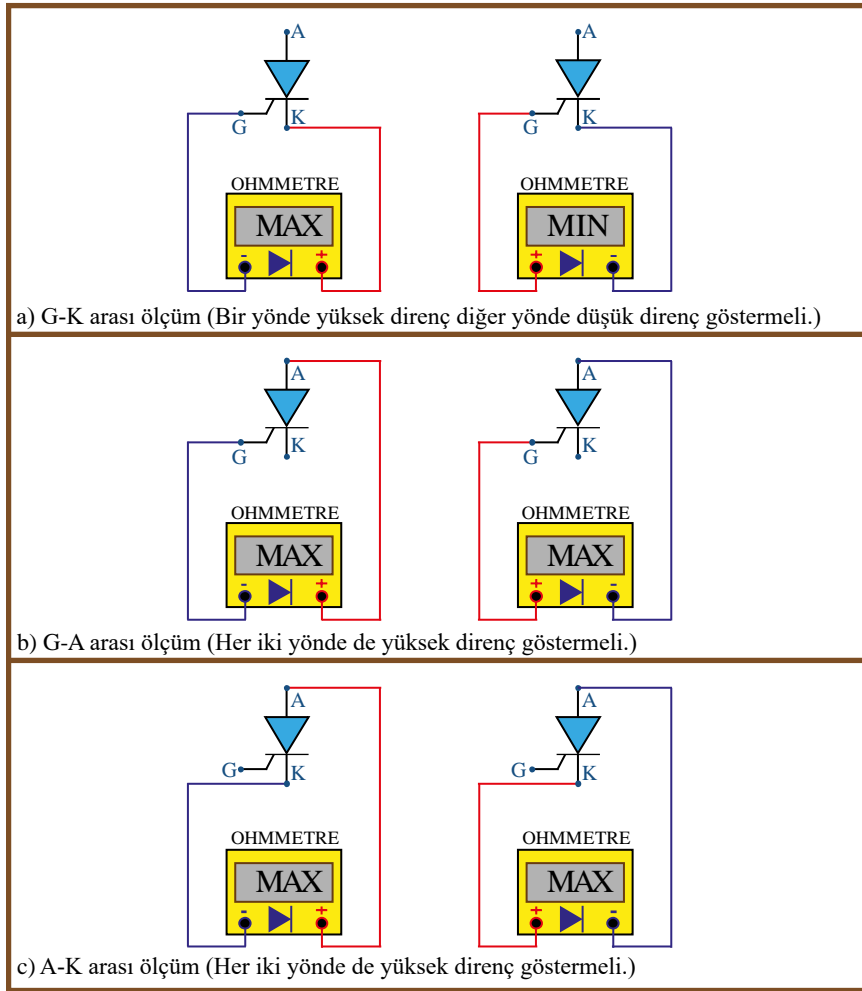 A A
G K G K
OHMMETRE OHMMETRE
MAX MIN
- + + -
a) G-K arası ölçüm (Bir yönde yüksek direnç diğer yönde düşük direnç göstermeli.)
A A
G K G K
OHMMETRE OHMMETRE
MAX MAX
- + + -
b) G-A arası ölçüm (Her iki yönde de yüksek direnç göstermeli.)
A A
G K G K
OHMMETRE OHMMETRE
MAX MAX
- + + -
c) A-K arası ölçüm (Her iki yönde de yüksek direnç göstermeli.)